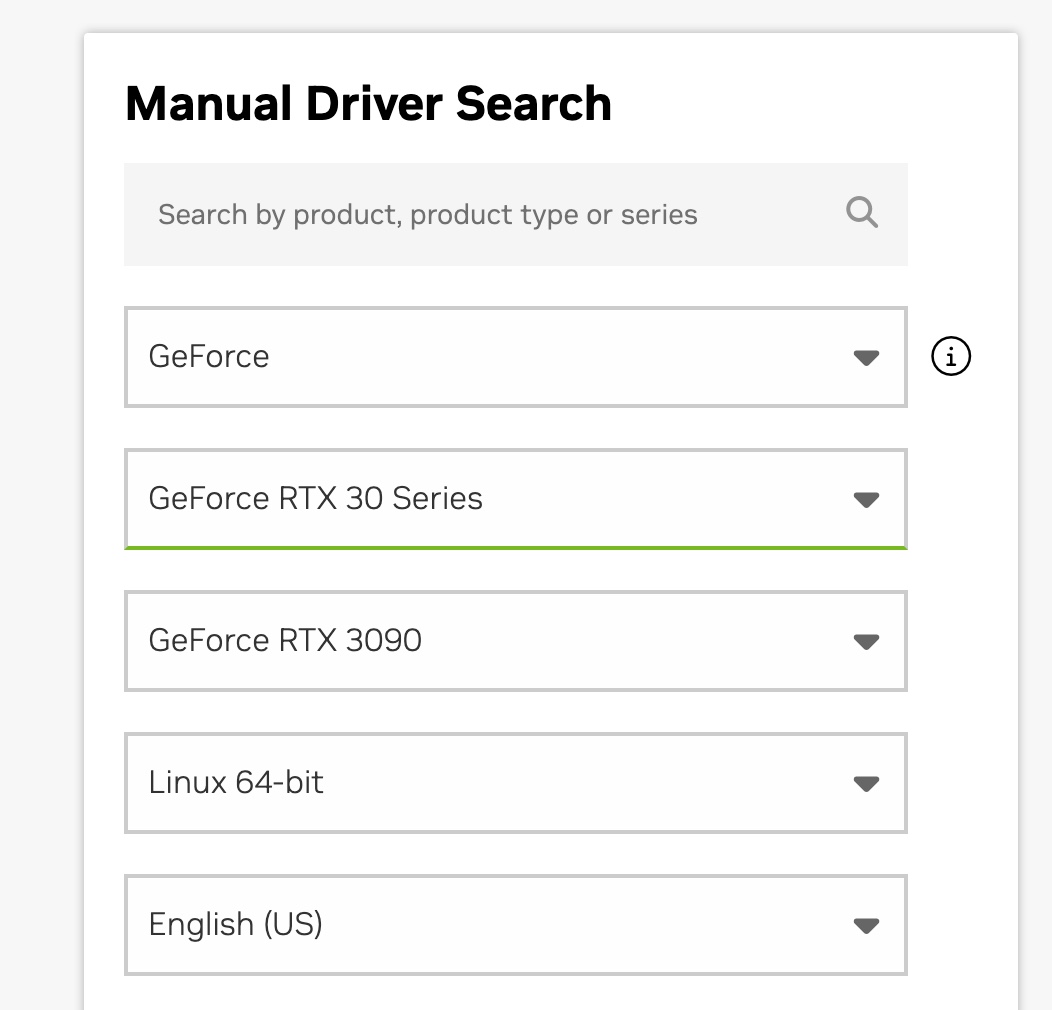 Manual Driver Search
Search by product, product type or series
GeForce
GeForce RTX 30 Series
GeForce RTX 3090
Linux 64-bit
English (US)